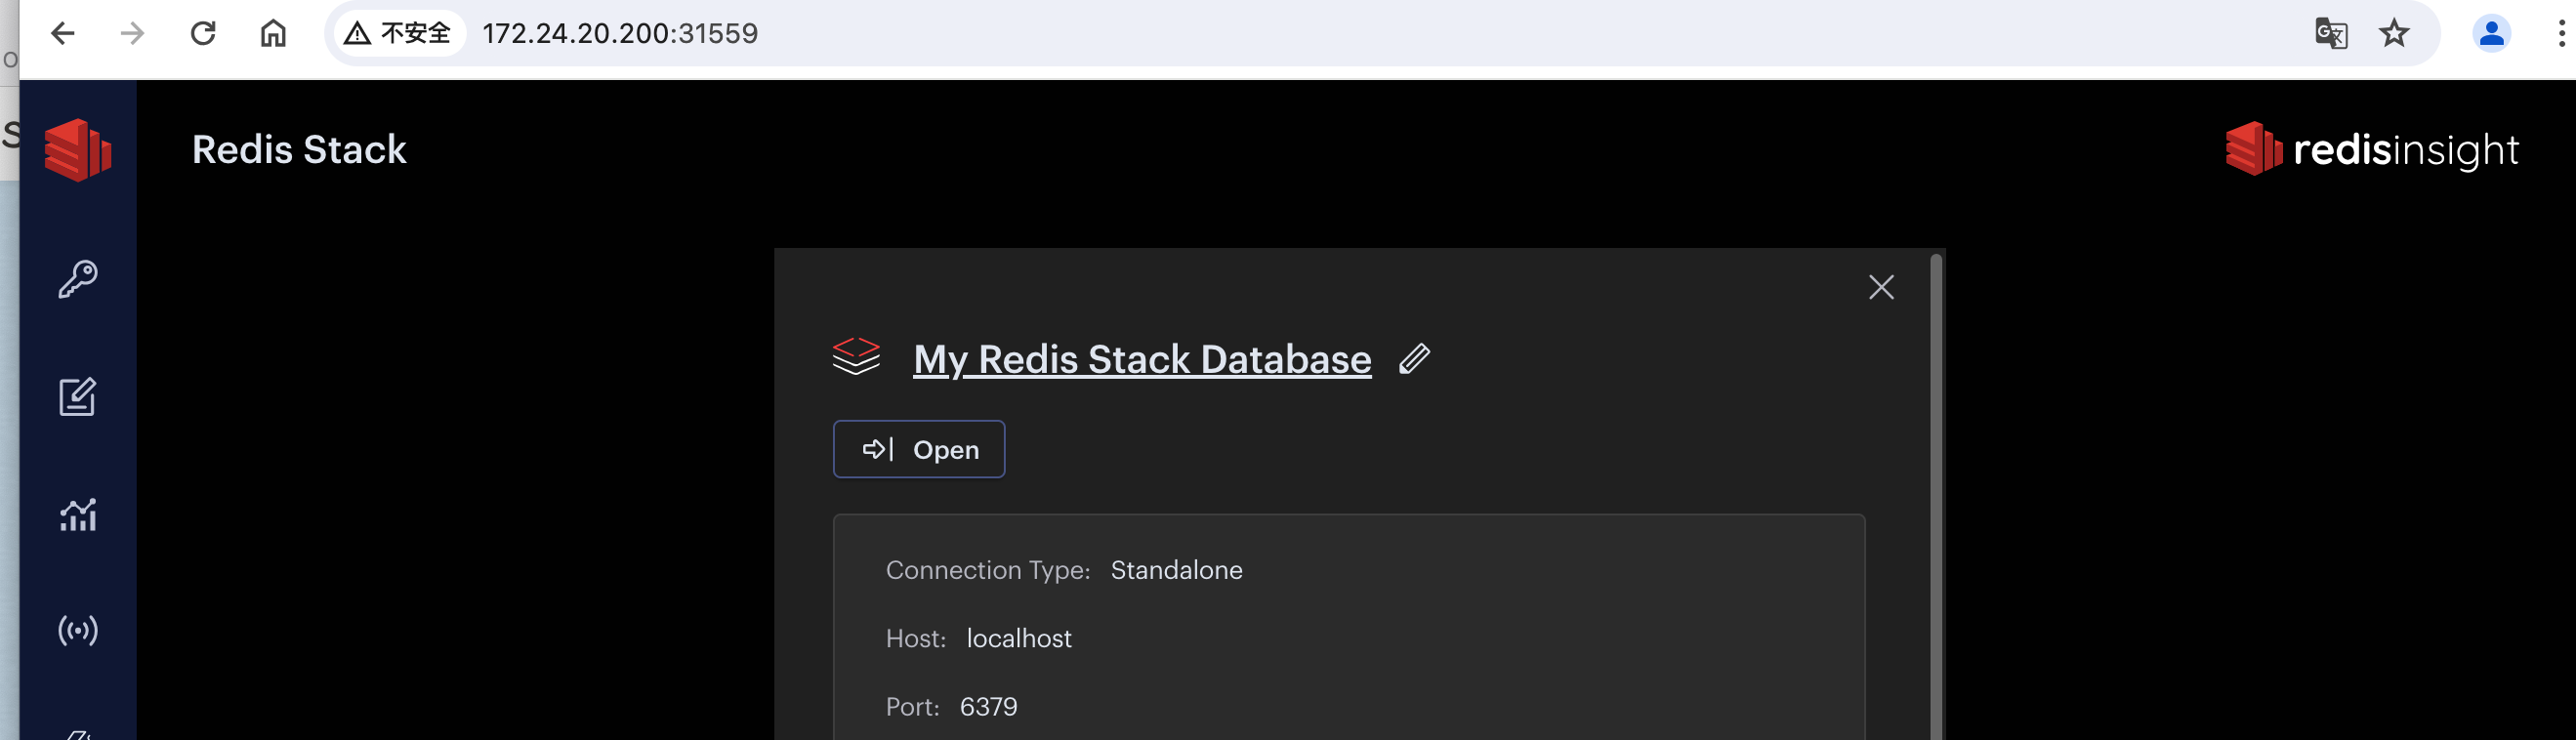 不安全 172.24.20.200:31559
Redis Stack
redisinsight
My Redis Stack Database
Open
Connection Type: Standalone
Host: localhost
Port: 6379